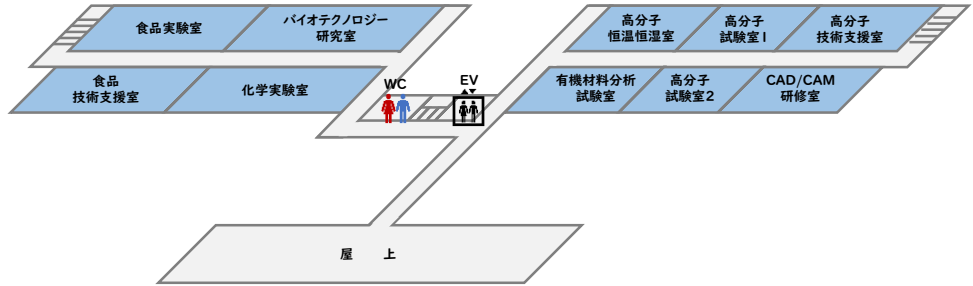 食品実験室
バイオテクノロジー
研究室
高分子
恒温恒湿室
高分子
試験室1
高分子
技術支援室
食品
技術支援室
化学実験室
WC
EV
有機材料分析
試験室
高分子
試験室2
CAD/CAM
研修室
屋 上